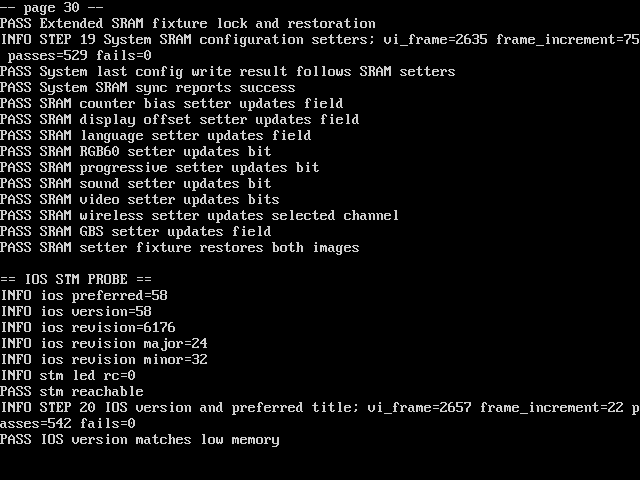 -- page 30 --
PASS Extended SRAM fixture lock and restoration
INFO STEP 19 System SRAM configuration setters; vi_frame=2635 frame_increment=75
 passes=529 fails=0
PASS System last config write result follows SRAM setters
PASS System SRAM sync reports success
PASS SRAM counter bias setter updates field
PASS SRAM display offset setter updates field
PASS SRAM language setter updates field
PASS SRAM RGB60 setter updates bit
PASS SRAM progressive setter updates bit
PASS SRAM sound setter updates bit
PASS SRAM video setter updates bits
PASS SRAM wireless setter updates selected channel
PASS SRAM GBS setter updates field
PASS SRAM setter fixture restores both images

== IOS STM PROBE ==
INFO ios preferred=58
INFO ios version=58
INFO ios revision=6176
INFO ios revision major=24
INFO ios revision minor=32
INFO stm led rc=0
PASS stm reachable
INFO STEP 20 IOS version and preferred title; vi_frame=2657 frame_increment=22 p
asses=542 fails=0
PASS IOS version matches low memory